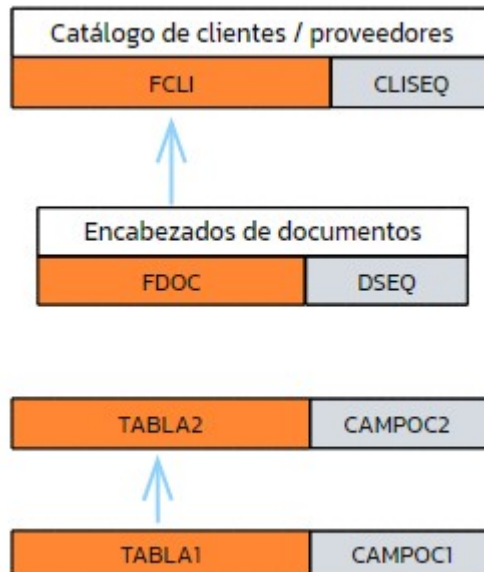 Catálogo de clientes / proveedores
FCLI CLISEQ
Encabezados de documentos
FDOC DSEQ
TABLA2 CAMPOC2
TABLA1 CAMPOC1